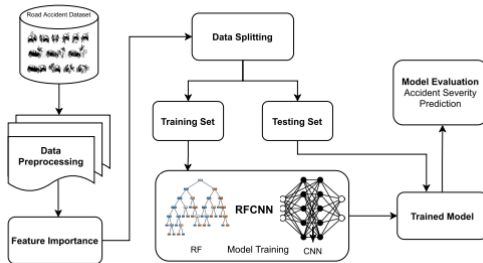 Road Accident Dataset
Data Splitting
Model Evaluation
Accident Severity
Prediction
Training Set
Testing Set
Data
Preprocessing
RFCNN
Trained Model
Feature Importance
RF
Model Training
CNN